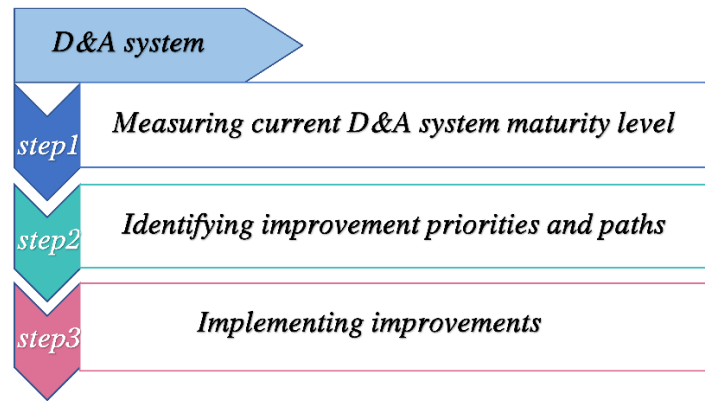 D&A system
step1
Measuring current D&A system maturity level
step2
Identifying improvement priorities and paths
step3
Implementing improvements